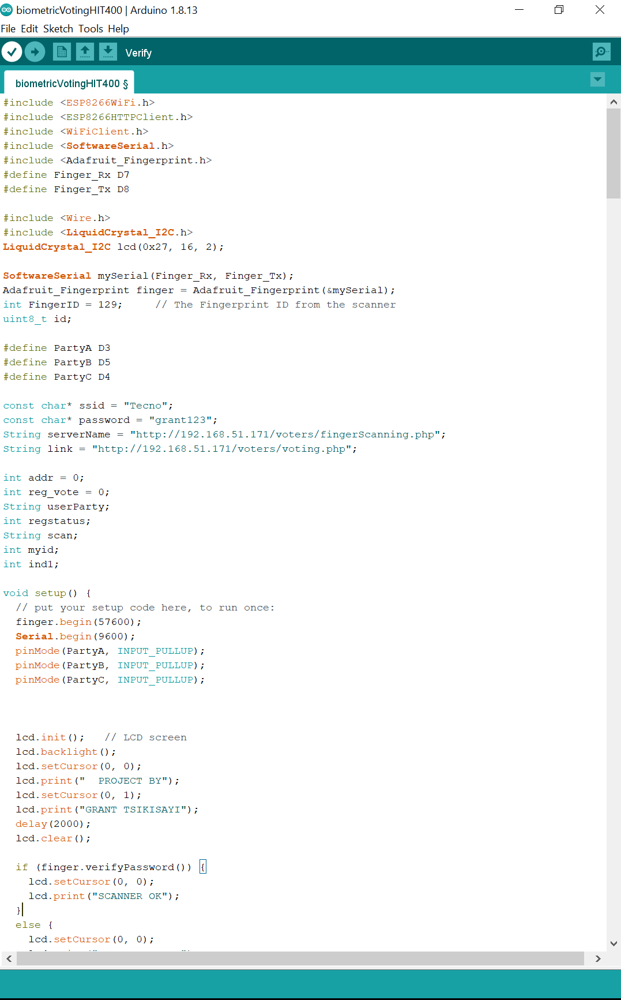 biometricVotingHIT400 | Arduino 1.8.13
File Edit Sketch Tools Help
Verify
biometricVotingHIT400 §
#include <ESP8266WiFi.h>
#include <ESP8266HTTPClient.h>
#include <WiFiClient.h>
#include <SoftwareSerial.h>
#include <Adafruit_Fingerprint.h>
#define Finger_Rx D7
#define Finger_Tx D8
#include <Wire.h>
#include <LiquidCrystal_I2C.h>
LiquidCrystal_I2C lcd(0x27, 16, 2);
SoftwareSerial mySerial(Finger_Rx, Finger_Tx);
Adafruit_Fingerprint finger = Adafruit_Fingerprint(&mySerial);
int FingerID = 129;     // The Fingerprint ID from the scanner
uint8_t id;
#define PartyA D3
#define PartyB D5
#define PartyC D4
const char* ssid = "Tecno";
const char* password = "grant123";
String serverName = "http://192.168.51.171/voters/fingerScanning.php";
String link = "http://192.168.51.171/voters/voting.php";
int addr = 0;
int reg_vote = 0;
String userParty;
int regstatus;
String scan;
int myid;
int ind1;
void setup() {
  // put your setup code here, to run once:
  finger.begin(57600);
  Serial.begin(9600);
  pinMode(PartyA, INPUT_PULLUP);
  pinMode(PartyB, INPUT_PULLUP);
  pinMode(PartyC, INPUT_PULLUP);
  lcd.init();   // LCD screen
  lcd.backlight();
  lcd.setCursor(0, 0);
  lcd.print("  PROJECT BY");
  lcd.setCursor(0, 1);
  lcd.print("GRANT TSIKISAYI");
  delay(2000);
  lcd.clear();
  if (finger.verifyPassword()) {
    lcd.setCursor(0, 0);
    lcd.print("SCANNER OK");
  }
  else {
    lcd.setCursor(0, 0);